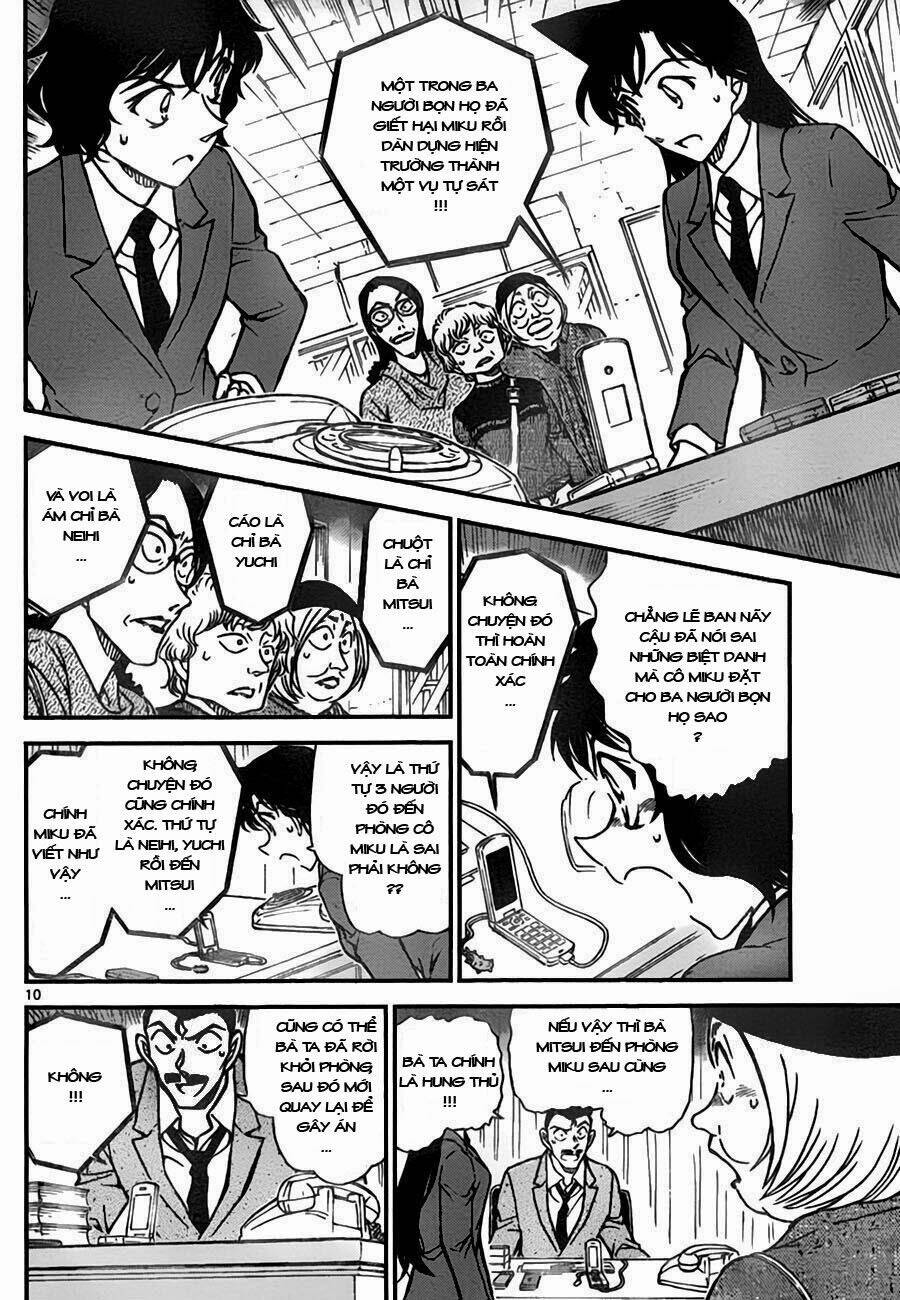 MỘT TRONG BA
NGƯỜI BỌN HỌ ĐÃ
GIẾT HẠI MIKU RỒI
DÀN DỰNG HIỆN
TRƯỜNG THÀNH
MỘT VỤ TỰ SÁT
!!!
CHẲNG LẼ BAN NÃY
CẬU ĐÃ NÓI SAI
NHỮNG BIỆT DANH
MÀ CÔ MIKU ĐẶT
CHO BA NGƯỜI BỌN
HỌ SAO
?
KHÔNG,
CHUYỆN ĐÓ
THÌ HOÀN
TOÀN CHÍNH
XÁC
...
CHUỘT
LÀ CHỈ
BÀ
MITSUI
...
CÁO LÀ
CHỈ BÀ
YUCHI
VÀ VOI LÀ
ÁM CHỈ BÀ
NEIHI
...
VẬY LÀ THỨ
TỰ 3 NGƯỜI
ĐÓ ĐẾN
PHÒNG CÔ
MIKU LÀ SAI
PHẢI KHÔNG
??
KHÔNG,
CHUYỆN ĐÓ
CŨNG CHÍNH
XÁC. THỨ TỰ
LÀ NEIHI, YUCHI
RỒI ĐẾN
MITSUI
...
CHÍNH
MIKU ĐÃ
VIẾT NHƯ
VẬY
...
10
NẾU VẬY THÌ BÀ
MITSUI ĐẾN PHÒNG
MIKU SAU CÙNG
...
BÀ TA CHÍNH
LÀ HUNG THỦ
!!!
CŨNG CÓ THỂ
BÀ TA ĐÃ RỜI
KHỎI PHÒNG,
SAU ĐÓ MỚI
QUAY LẠI ĐỂ
GÂY ÁN
...
KHÔNG
!!!